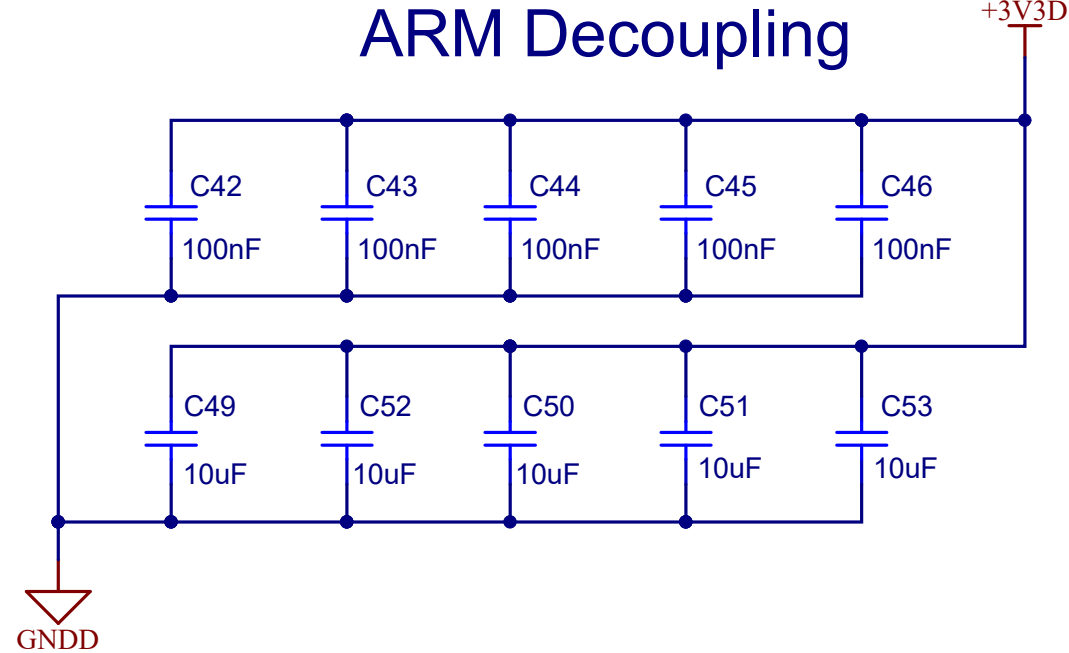 ARM Decoupling
+3V3D
C42 C43 C44 C45 C46
100nF 100nF 100nF 100nF 100nF
C49 C52 C50 C51 C53
10uF 10uF 10uF 10uF 10uF
GNDD